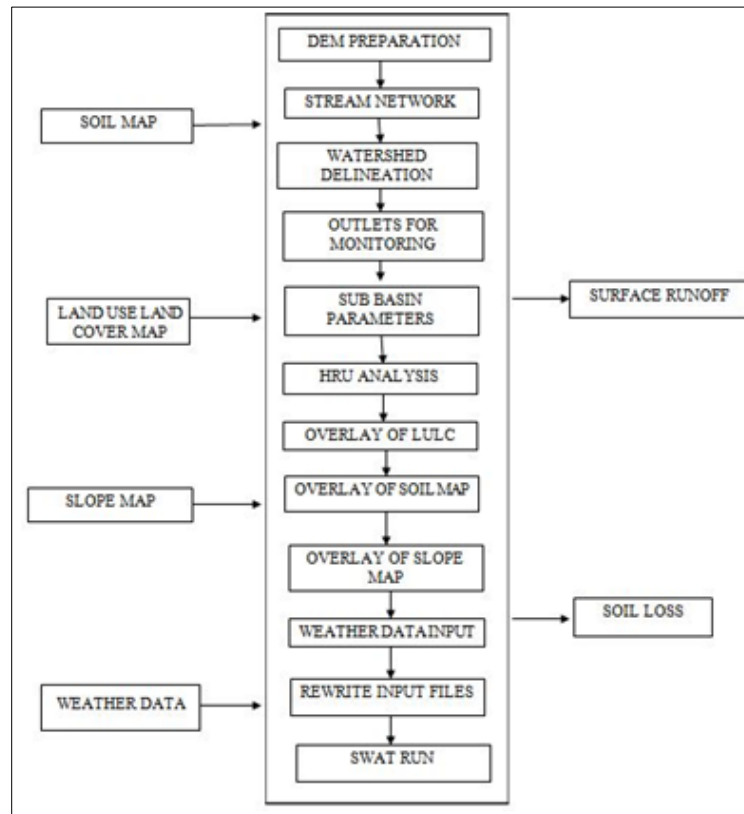 DEM PREPARATION
STREAM NETWORK
SOIL MAP
WATERSHED
DELINEATION
OUTLETS FOR
MONITORING
SUB BASIN
PARAMETERS
LAND USE LAND
COVER MAP
SURFACE RUNOFF
HRU ANALYSIS
OVERLAY OF LULC
OVERLAY OF SOIL MAP
SLOPE MAP
OVERLAY OF SLOPE
MAP
SOIL LOSS
WEATHER DATA INPUT
REWRITE INPUT FILES
WEATHER DATA
SWAT RUN